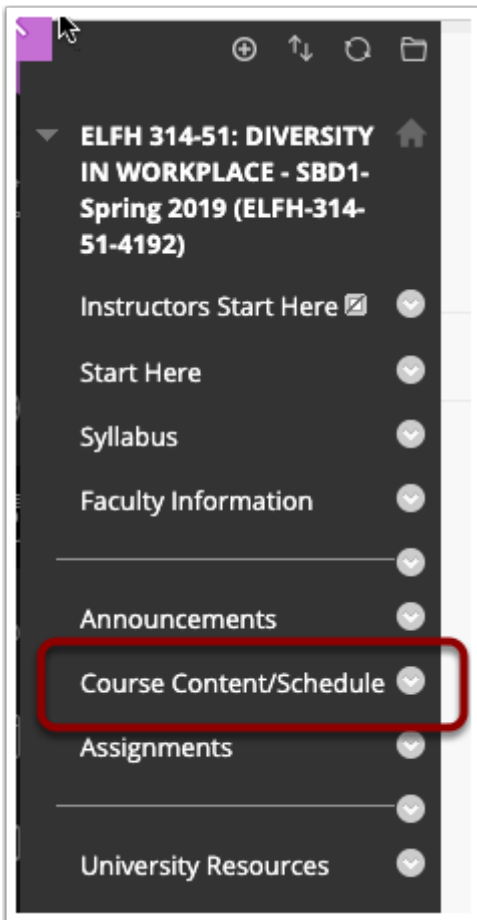 ELFH 314-51: DIVERSITY
IN WORKPLACE - SBD1-
Spring 2019 (ELFH-314-
51-4192)
Instructors Start Here
Start Here
Syllabus
Faculty Information
Announcements
Course Content/Schedule
Assignments
University Resources